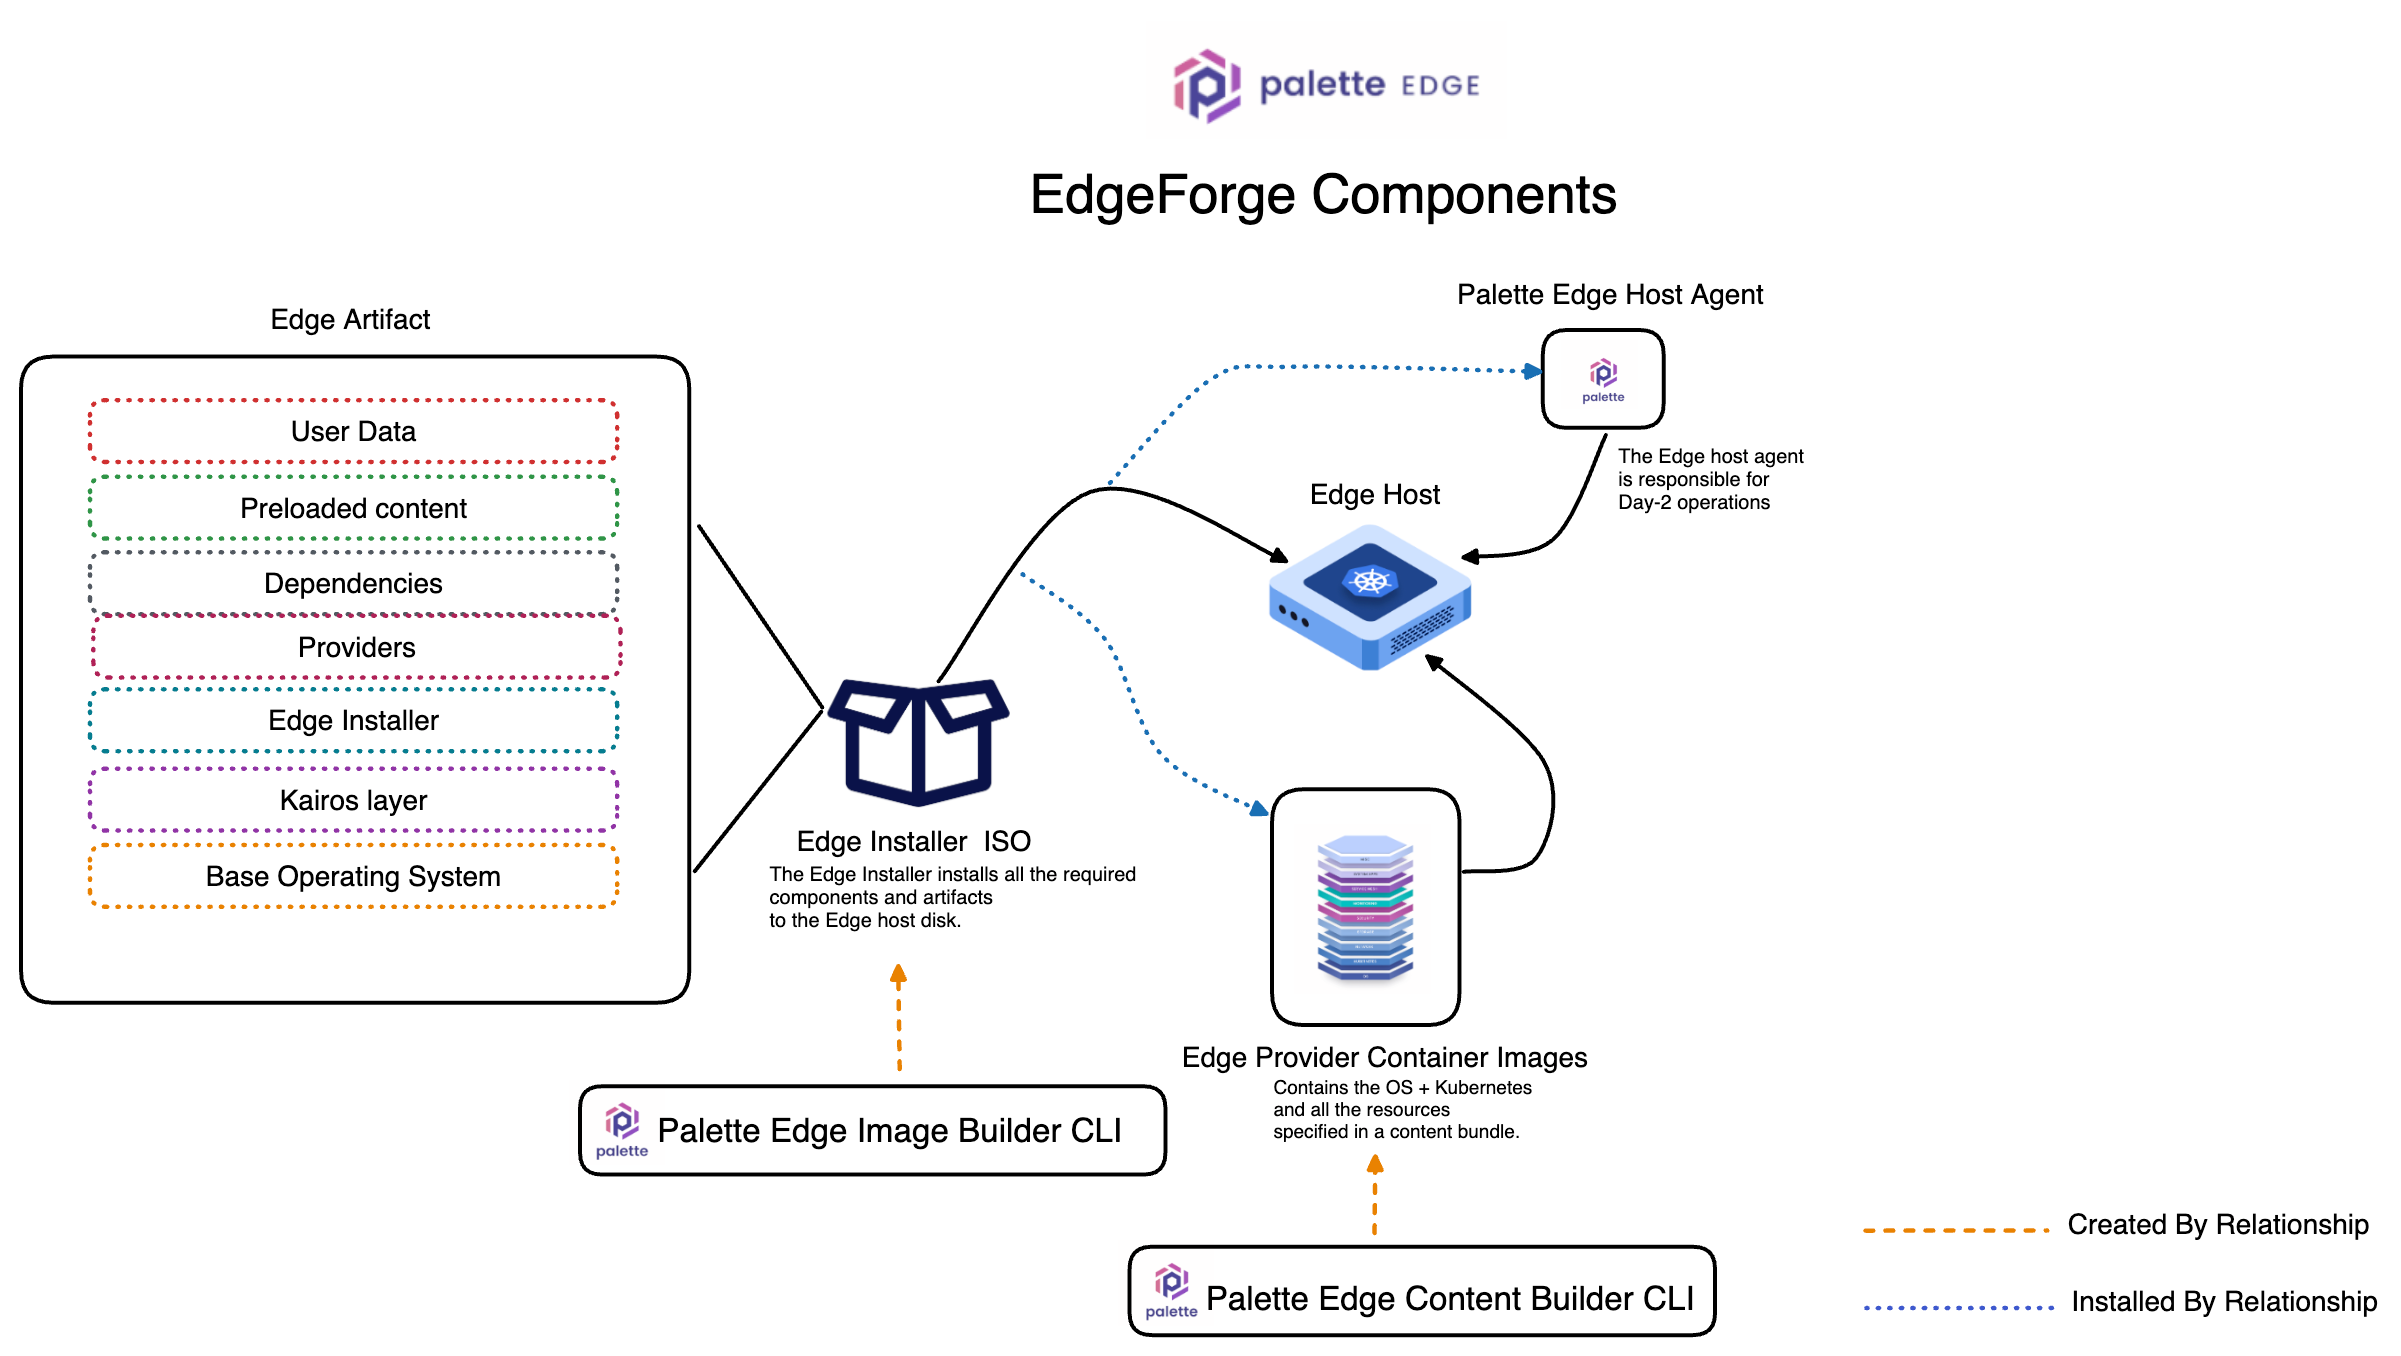 palette EDGE
EdgeForge Components
Edge Artifact
User Data
Preloaded content
Dependencies
Providers
Edge Installer
Kairos layer
Base Operating System
Edge Installer ISO
The Edge Installer installs all the required
components and artifacts
to the Edge host disk.
Palette Edge Host Agent
palette
The Edge host agent
is responsible for
Day-2 operations
Edge Host
Edge Provider Container Images
Contains the OS + Kubernetes
and all the resources
specified in a content bundle.
palette
Palette Edge Image Builder CLI
palette
Palette Edge Content Builder CLI
Created By Relationship
Installed By Relationship